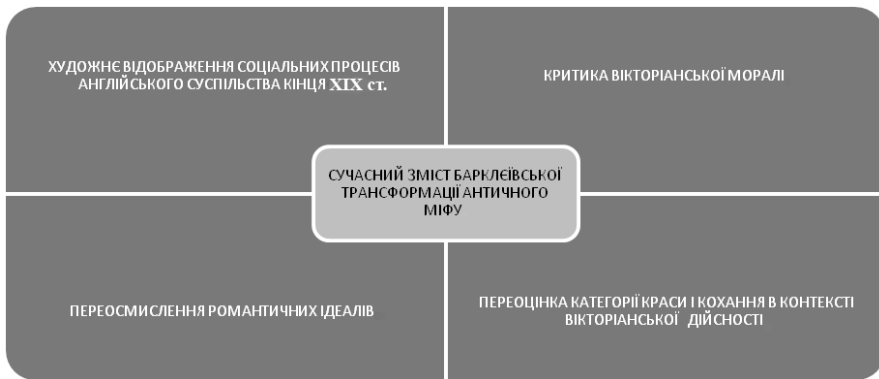 ХУДОЖНЄ ВІДОБРАЖЕННЯ СОЦІАЛЬНИХ ПРОЦЕСІВ
АНГЛІЙСЬКОГО СУСПІЛЬСТВА КІНЦЯ XIX ст.
КРИТИКА ВІКТОРІАНСЬКОЇ МОРАЛІ
СУЧАСНИЙ ЗМІСТ БАРКЛЕЇВСЬКОЇ
ТРАНСФОРМАЦІЇ АНТИЧНОГО
МІФУ
ПЕРЕОСМИСЛЕННЯ РОМАНТИЧНИХ ІДЕАЛІВ
ПЕРЕОЦІНКА КАТЕГОРІЇ КРАСИ І КОХАННЯ В КОНТЕКСТІ
ВІКТОРІАНСЬКОЇ ДІЙСНОСТІ